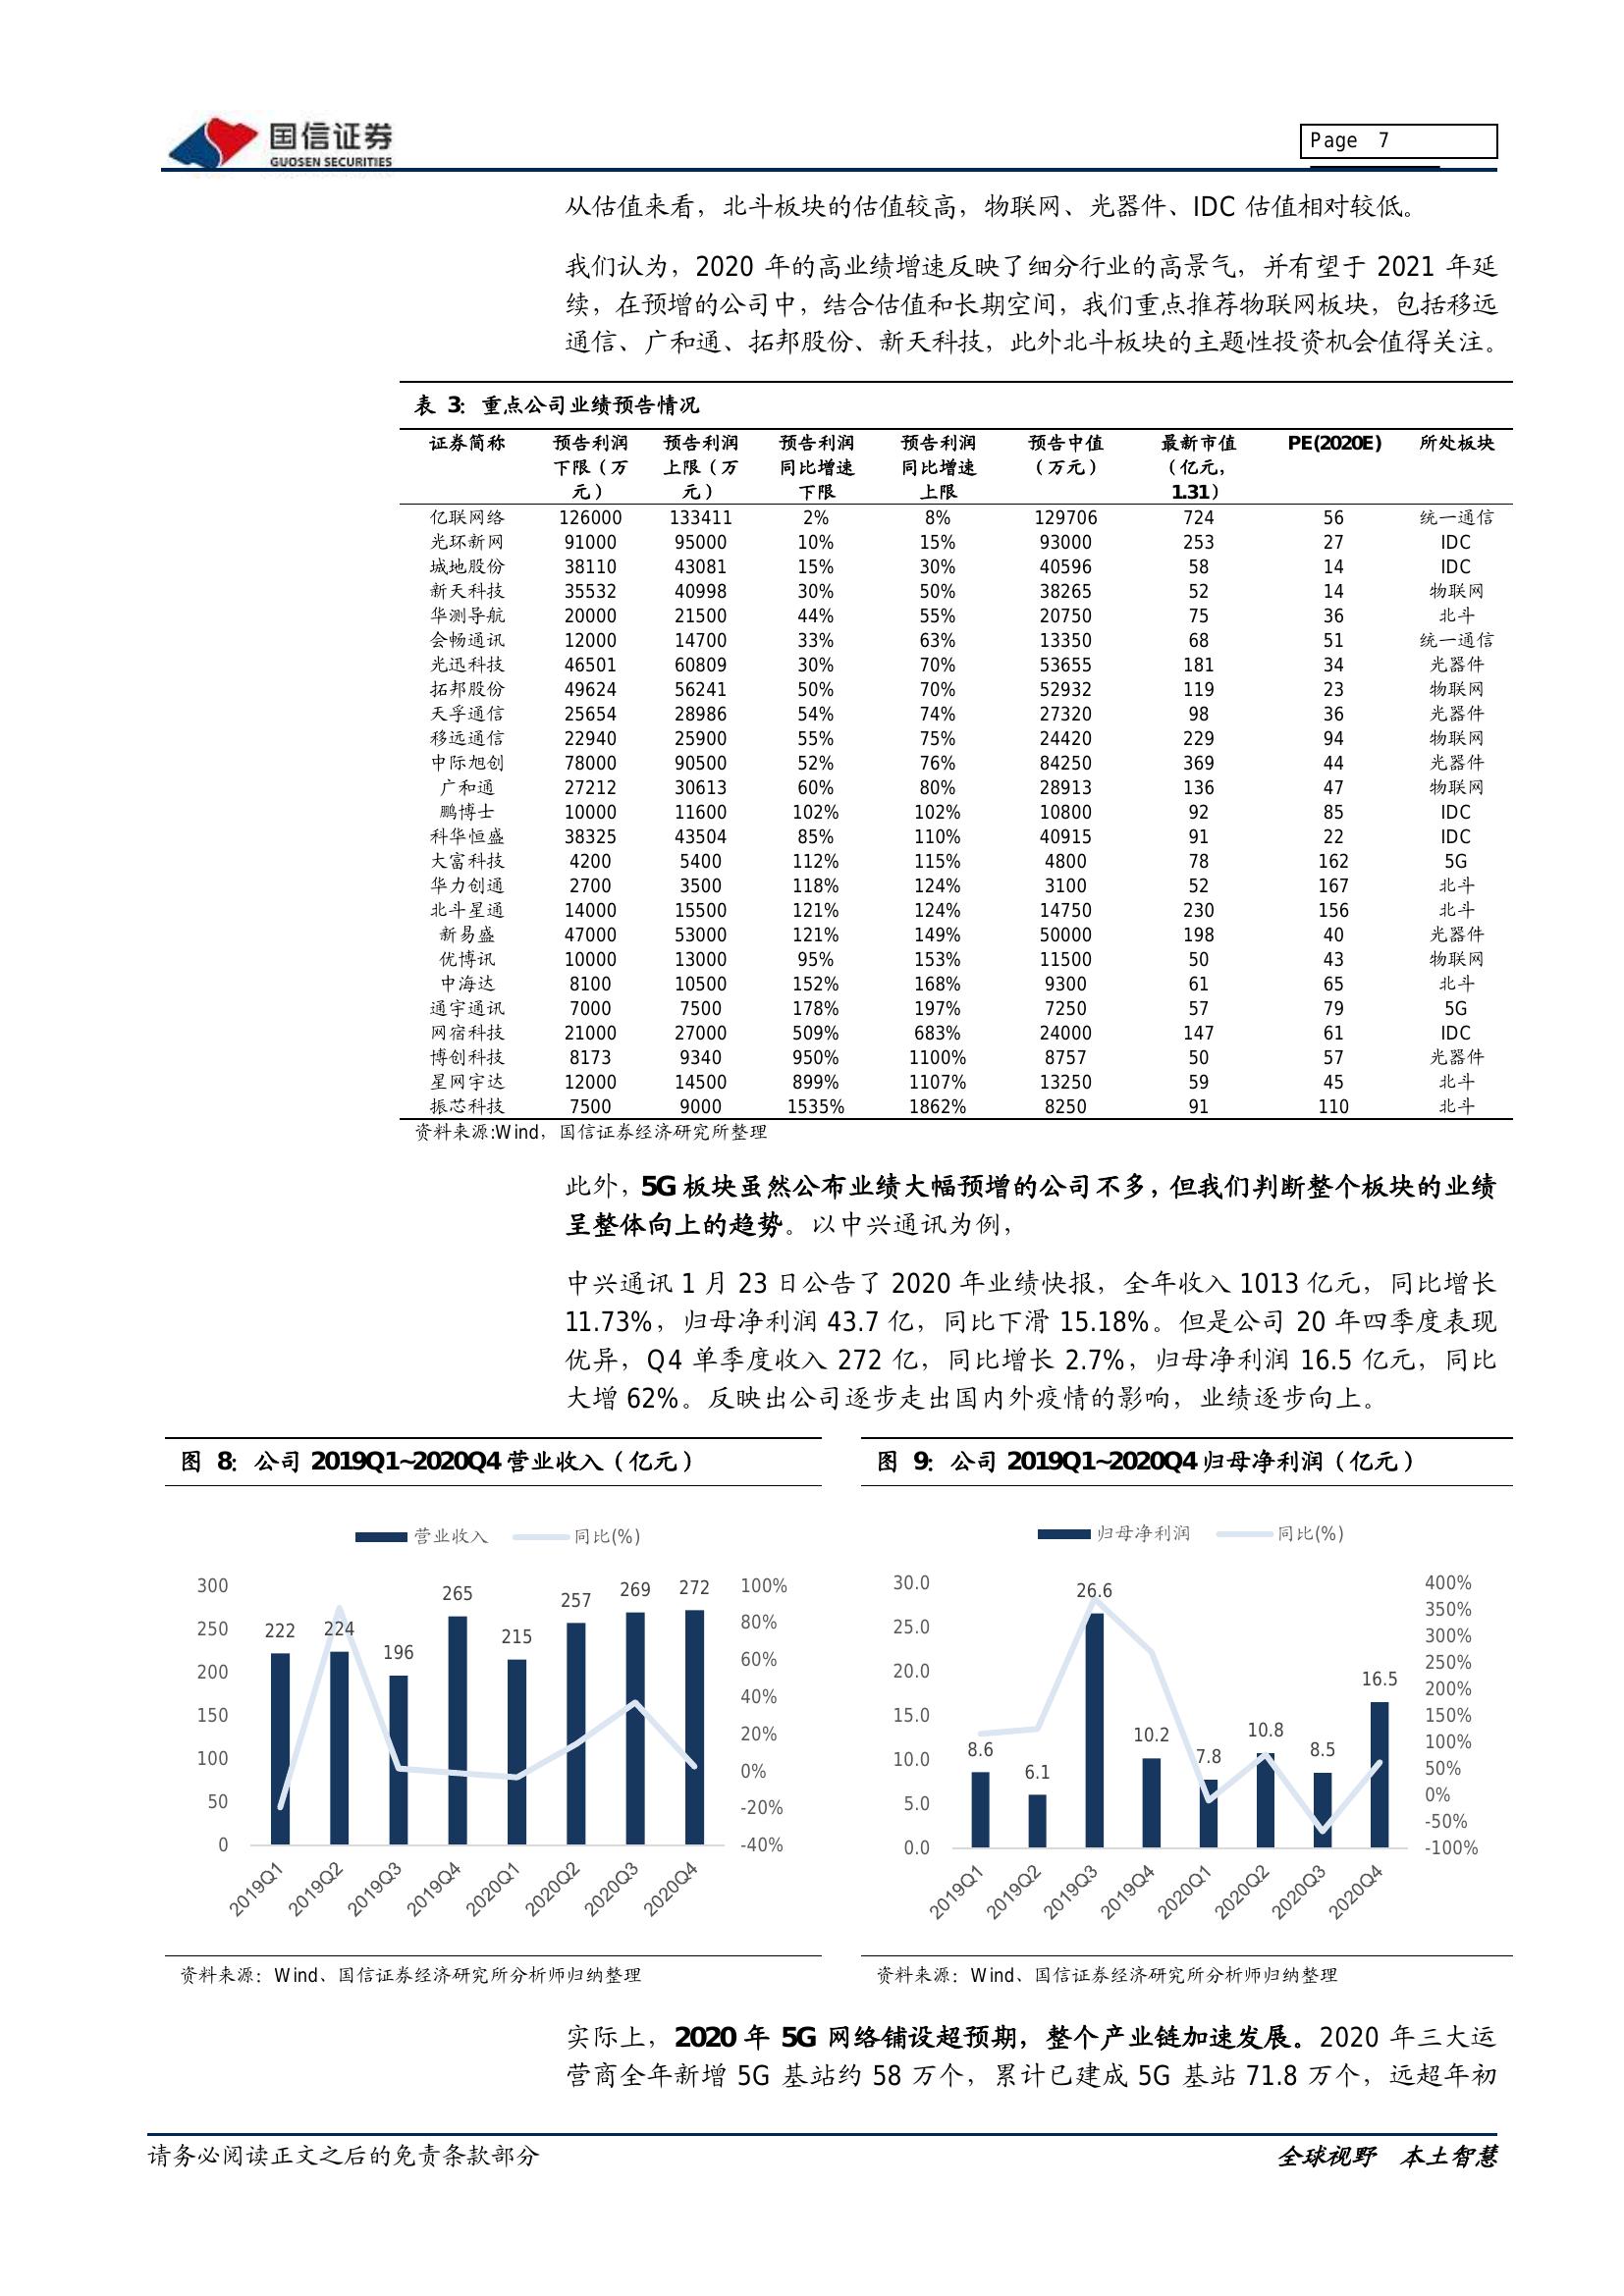 国信证券
GUOSEN SECURITIES
Page 7
从估值来看，北斗板块的估值较高，物联网、光器件、IDC 估值相对较低。
我们认为，2020 年的高业绩增速反映了细分行业的高景气，并有望于 2021 年延
续，在预增的公司中，结合估值和长期空间，我们重点推荐物联网板块，包括移远
通信、广和通、拓邦股份、新天科技，此外北斗板块的主题性投资机会值得关注。
表 3：重点公司业绩预告情况
证券简称 预告利润 预告利润 预告利润 预告利润 预告中值 最新市值 PE(2020E) 所处板块
下限（万 上限（万 同比增速 同比增速 （万元） （亿元，
元） 元） 下限 上限 1.31）
亿联网络 126000 133411 2% 8% 129706 724 56 统一通信
光环新网 91000 95000 10% 15% 93000 253 27 IDC
城地股份 38110 43081 15% 30% 40596 58 14 IDC
新天科技 35532 40998 30% 50% 38265 52 14 物联网
华测导航 20000 21500 44% 55% 20750 75 36 北斗
会畅通讯 12000 14700 33% 63% 13350 68 51 统一通信
光迅科技 46501 60809 30% 70% 53655 181 34 光器件
拓邦股份 49624 56241 50% 70% 52932 119 23 物联网
天孚通信 25654 28986 54% 74% 27320 98 36 光器件
移远通信 22940 25900 55% 75% 24420 229 94 物联网
中际旭创 78000 90500 52% 76% 84250 369 44 光器件
广和通 27212 30613 60% 80% 28913 136 47 物联网
鹏博士 10000 11600 102% 102% 10800 92 85 IDC
科华恒盛 38325 43504 85% 110% 40915 91 22 IDC
大富科技 4200 5400 112% 115% 4800 78 162 5G
华力创通 2700 3500 118% 124% 3100 52 167 北斗
北斗星通 14000 15500 121% 124% 14750 230 156 北斗
新易盛 47000 53000 121% 149% 50000 198 40 光器件
优博讯 10000 13000 95% 153% 11500 50 43 物联网
中海达 8100 10500 152% 168% 9300 61 65 北斗
通宇通讯 7000 7500 178% 197% 7250 57 79 5G
网宿科技 21000 27000 509% 683% 24000 147 61 IDC
博创科技 8173 9340 950% 1100% 8757 50 57 光器件
星网宇达 12000 14500 899% 1107% 13250 59 45 北斗
振芯科技 7500 9000 1535% 1862% 8250 91 110 北斗
资料来源:Wind，国信证券经济研究所整理
此外，5G 板块虽然公布业绩大幅预增的公司不多，但我们判断整个板块的业绩
呈整体向上的趋势。以中兴通讯为例，
中兴通讯 1 月 23 日公告了 2020 年业绩快报，全年收入 1013 亿元，同比增长
11.73%，归母净利润 43.7 亿，同比下滑 15.18%。但是公司 20 年四季度表现
优异，Q4 单季度收入 272 亿，同比增长 2.7%，归母净利润 16.5 亿元，同比
大增 62%。反映出公司逐步走出国内外疫情的影响，业绩逐步向上。
图 8：公司 2019Q1~2020Q4 营业收入（亿元）
营业收入 同比(%)
300
250
200
150
100
50
0
222 224 196 265 215 257 269 272
100%
80%
60%
40%
20%
0%
-20%
-40%
2019Q1 2019Q2 2019Q3 2019Q4 2020Q1 2020Q2 2020Q3 2020Q4
资料来源：Wind、国信证券经济研究所分析师归纳整理
图 9：公司 2019Q1~2020Q4 归母净利润（亿元）
归母净利润 同比(%)
30.0
25.0
20.0
15.0
10.0
5.0
0.0
8.6 6.1 26.6 10.2 7.8 10.8 8.5 16.5
400%
350%
300%
250%
200%
150%
100%
50%
0%
-50%
-100%
2019Q1 2019Q2 2019Q3 2019Q4 2020Q1 2020Q2 2020Q3 2020Q4
资料来源：Wind、国信证券经济研究所分析师归纳整理
实际上，2020 年 5G 网络铺设超预期，整个产业链加速发展。2020 年三大运
营商全年新增 5G 基站约 58 万个，累计已建成 5G 基站 71.8 万个，远超年初
请务必阅读正文之后的免责条款部分
全球视野 本土智慧